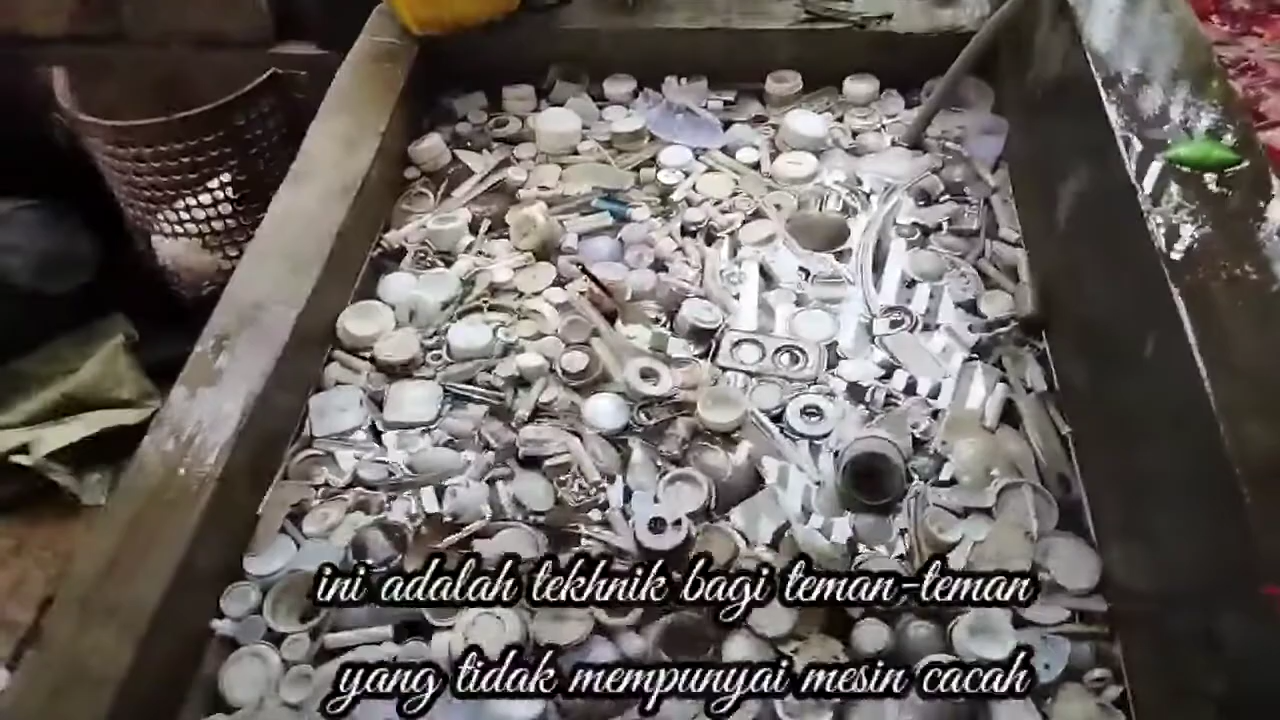 ini adalah tekhnik bagi teman-teman
yang tidak mempunyai mesin cacah